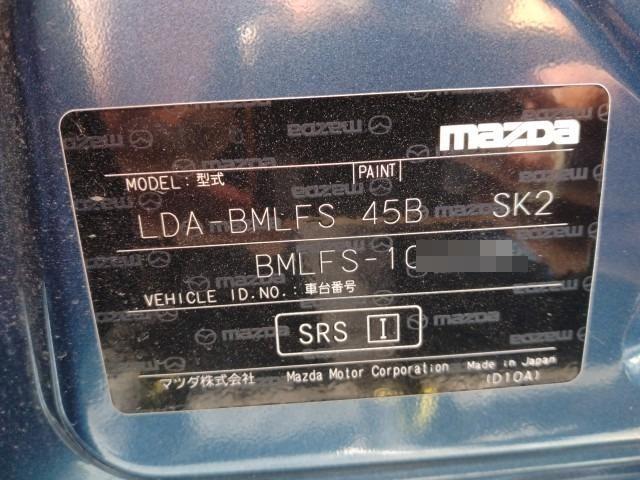 mazda
MODEL : 型式 PAINT
LDA-BMLFS 45B SK2
BMLFS-10
VEHICLE ID.NO. : 車台番号
SRS I
マツダ株式会社 Mazda Motor Corporation Made in Japan
(D10A)